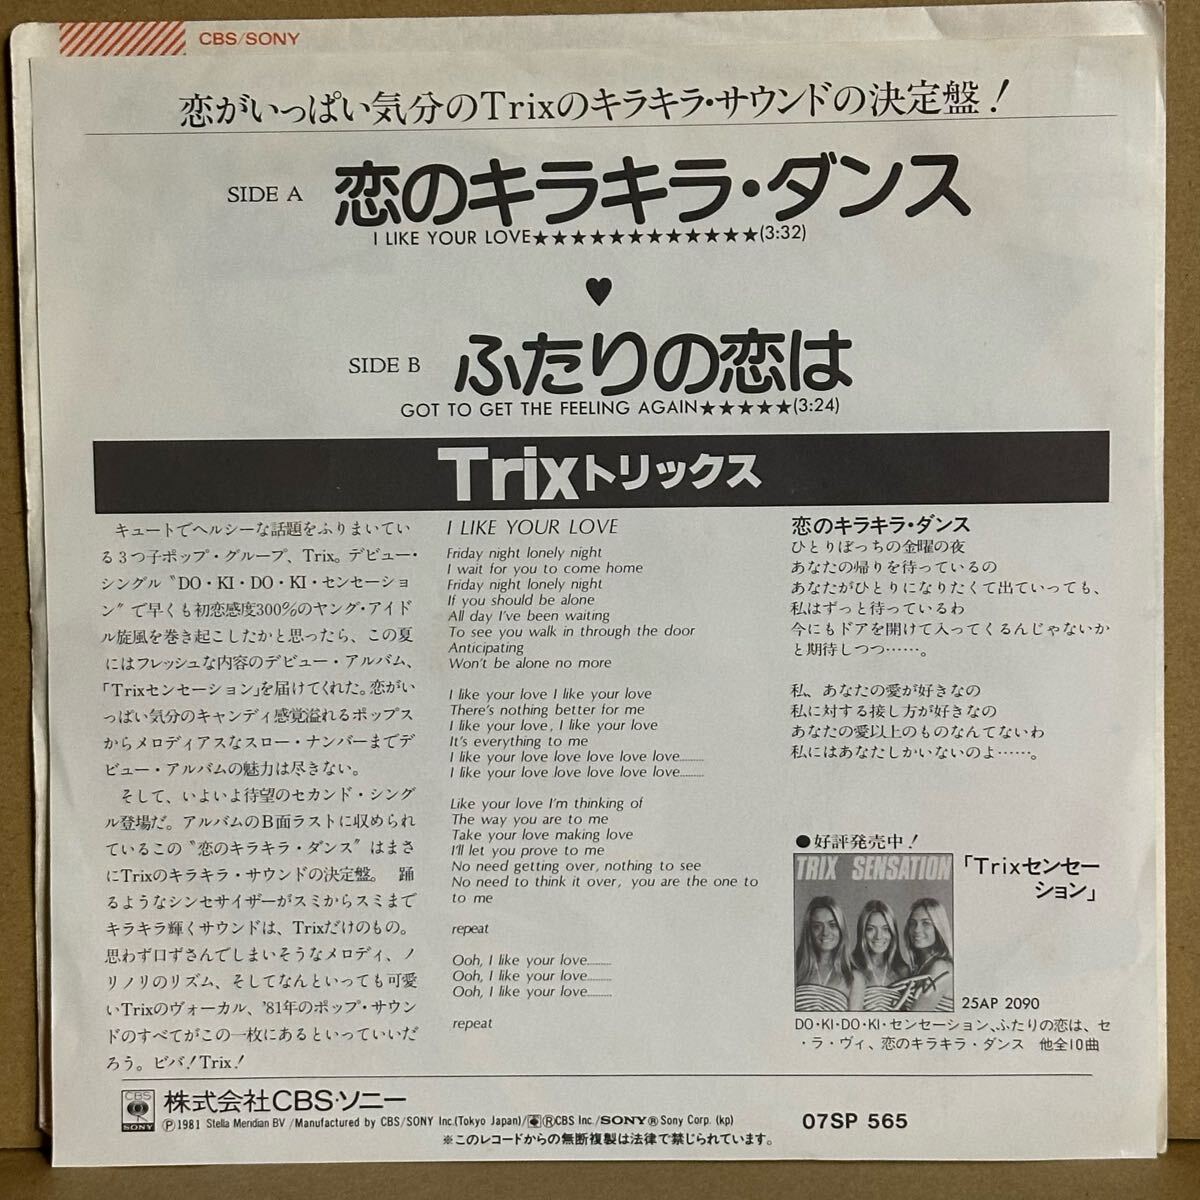 CBS/SONY
恋がいっぱい気分のTrixのキラキラ・サウンドの決定盤！
SIDE A 恋のキラキラ・ダンス
I LIKE YOUR LOVE★★★★★★★★★★★★(3:32)
♥
SIDE B ふたりの恋は
GOT TO GET THE FEELING AGAIN★★★★★(3:24)
Trixトリックス
キュートでヘルシーな話題をふりまいてい
る3つ子ポップ・グループ、Trix。デビュー・
シングル〝DO・KI・DO・KI・センセーショ
ン〟で早くも初恋感度300%のヤング・アイド
ル旋風を巻き起こしたかと思ったら、この夏
にはフレッシュな内容のデビュー・アルバム、
「Trixセンセーション」を届けてくれた。恋がい
っぱい気分のキャンディ感覚溢れるポップス
からメロディアスなスロー・ナンバーまでデ
ビュー・アルバムの魅力は尽きない。
そして、いよいよ待望のセカンド・シング
ル登場だ。アルバムのB面ラストに収められ
ているこの〝恋のキラキラ・ダンス〟はまさ
にTrixのキラキラ・サウンドの決定盤。 踊
るようなシンセサイザーがスミからスミまで
キラキラ輝くサウンドは、Trixだけのもの。
思わず口ずさんでしまいそうなメロディ、ノ
リノリのリズム、そしてなんといっても可愛
いTrixのヴォーカル、'81年のポップ・サウン
ドのすべてがこの一枚にあるといっていいだ
ろう。ビバ！Trix！
I LIKE YOUR LOVE
Friday night lonely night
I wait for you to come home
Friday night lonely night
If you should be alone
All day I've been waiting
To see you walk in through the door
Anticipating
Won't be alone no more
I like your love I like your love
There's nothing better for me
I like your love, I like your love
It's everything to me
I like your love love love love love..........
I like your love love love love love..........
Like your love I'm thinking of
The way you are to me
Take your love making love
I'll let you prove to me
No need getting over, nothing to see
No need to think it over, you are the one to
to me
repeat
Ooh, I like your love..........
Ooh, I like your love..........
Ooh, I like your love..........
repeat
恋のキラキラ・ダンス
ひとりぼっちの金曜の夜
あなたの帰りを待っているの
あなたがひとりになりたくて出ていっても、
私はずっと待っているわ
今にもドアを開けて入ってくるんじゃないか
と期待しつつ……。
私、あなたの愛が好きなの
私に対する接し方が好きなの
あなたの愛以上のものなんてないわ
私にはあなたしかいないのよ……。
●好評発売中！
TRIX SENSATION
「Trixセンセー
ション」
25AP 2090
DO・KI・DO・KI・センセーション、ふたりの恋は、セ
・ラ・ヴィ、恋のキラキラ・ダンス 他全10曲
CBS
SONY
株式会社CBS・ソニー
Ⓟ1981 Stella Meridian BV /Manufactured by CBS/SONY Inc.(Tokyo Japan)/®CBS Inc./SONY® Sony Corp. (kp)
07SP 565
※このレコードからの無断複製は法律で禁じられています。